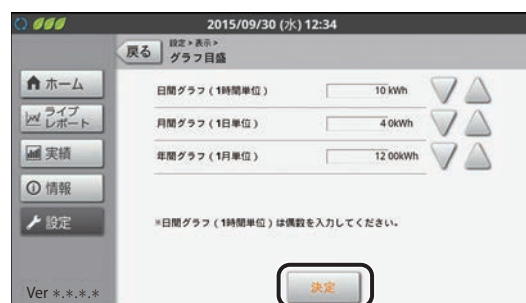 2015/09/30 (水) 12:34
戻る
設定 > 表示 >
グラフ目盛
ホーム
ライブ
レポート
実績
情報
設定
日間グラフ ( 1時間単位 ) 10 kWh
月間グラフ ( 1日単位 ) 4 0kWh
年間グラフ ( 1月単位 ) 12 00kWh
※日間グラフ ( 1時間単位 ) は偶数を入力してください。
決定
Ver *.*.*.*